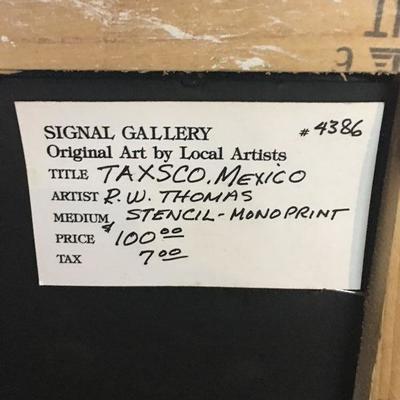 SIGNAL GALLERY #4386
Original Art by Local Artists
TITLE TAXSCO, MEXICO
ARTIST R. W. THOMAS
MEDIUM STENCIL-MONOPRINT
PRICE $100.00
TAX 7.00